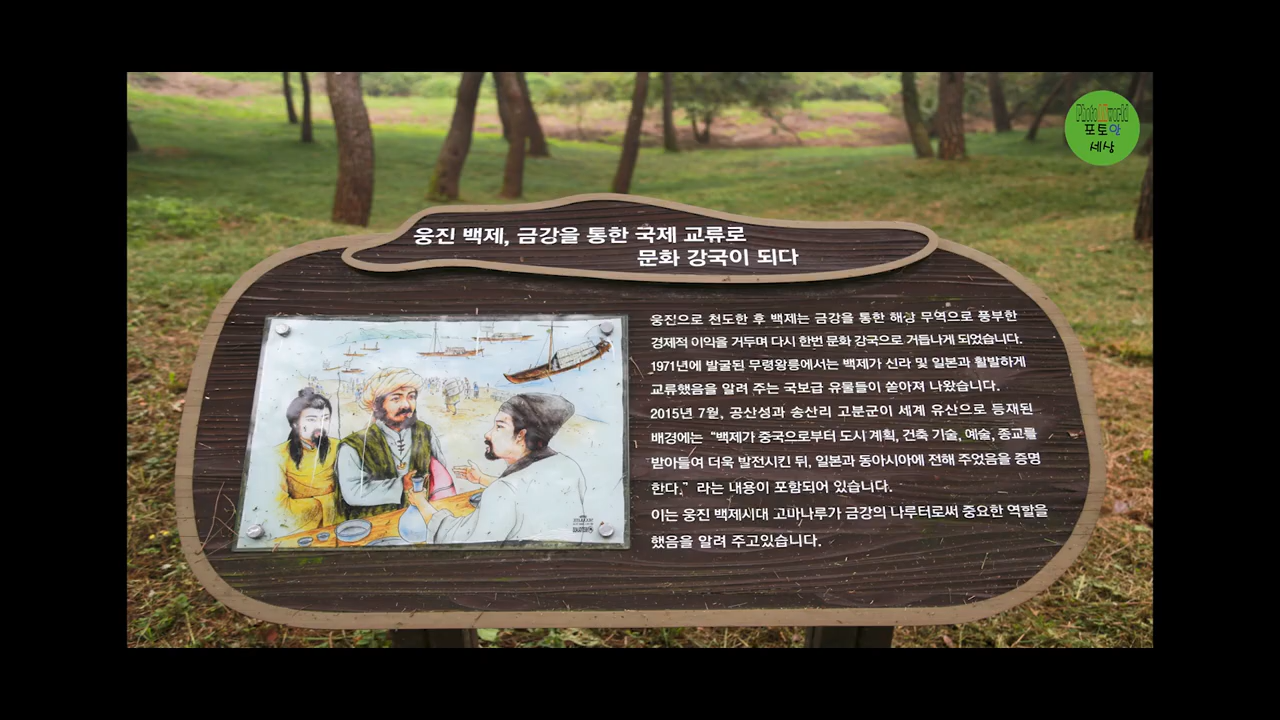 Photo 안 world
포토안
세상
웅진 백제, 금강을 통한 국제 교류로
문화 강국이 되다
웅진으로 천도한 후 백제는 금강을 통한 해상 무역으로 풍부한
경제적 이익을 거두며 다시 한번 문화 강국으로 거듭나게 되었습니다.
1971년에 발굴된 무령왕릉에서는 백제가 신라 및 일본과 활발하게
교류했음을 알려 주는 국보급 유물들이 쏟아져 나왔습니다.
2015년 7월, 공산성과 송산리 고분군이 세계 유산으로 등재된
배경에는 “백제가 중국으로부터 도시 계획, 건축 기술, 예술, 종교를
받아들여 더욱 발전시킨 뒤, 일본과 동아시아에 전해 주었음을 증명
한다.” 라는 내용이 포함되어 있습니다.
이는 웅진 백제시대 고마나루가 금강의 나루터로써 중요한 역할을
했음을 알려 주고있습니다.